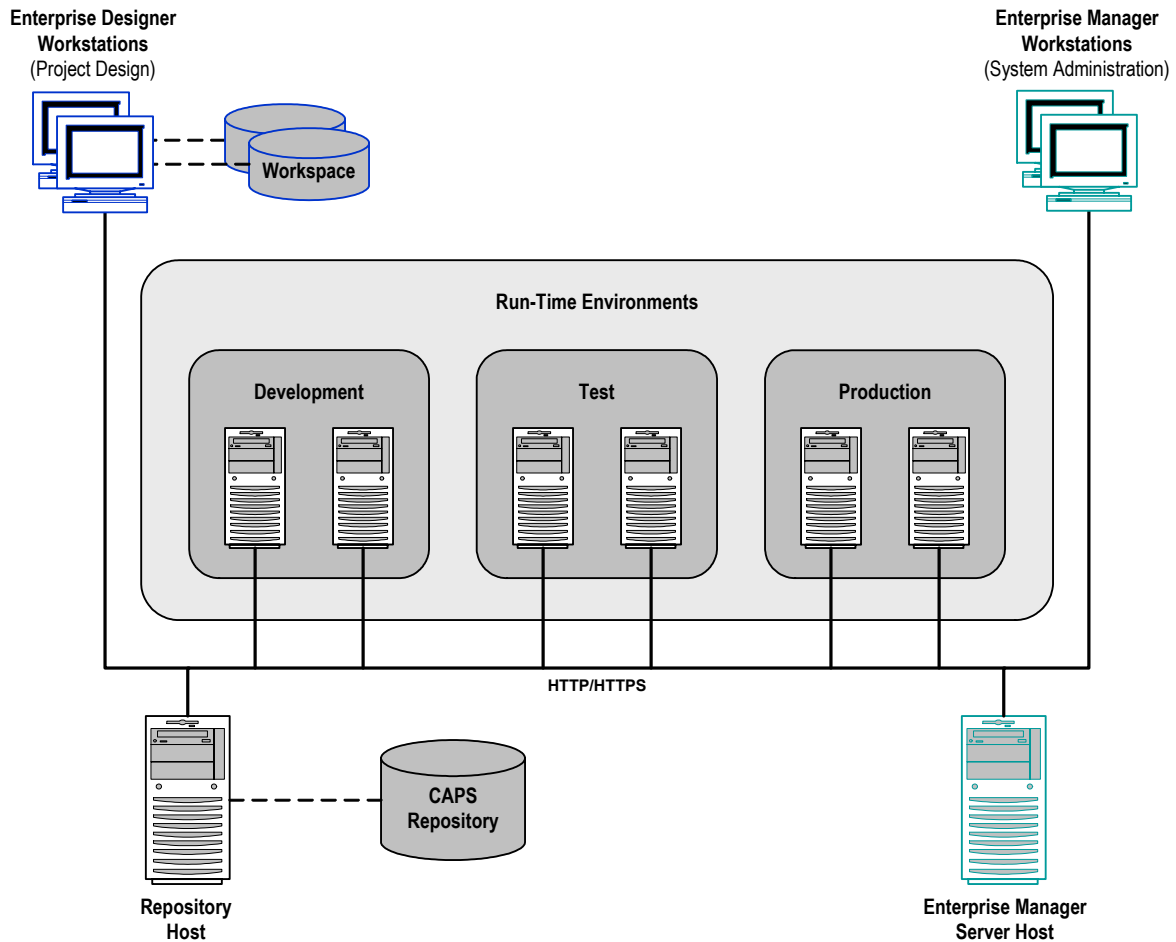 Enterprise Designer
Workstations
(Project Design)
Enterprise Manager
Workstations
(System Administration)
Workspace
Run-Time Environments
Development
Test
Production
HTTP/HTTPS
CAPS
Repository
Repository
Host
Enterprise Manager
Server Host